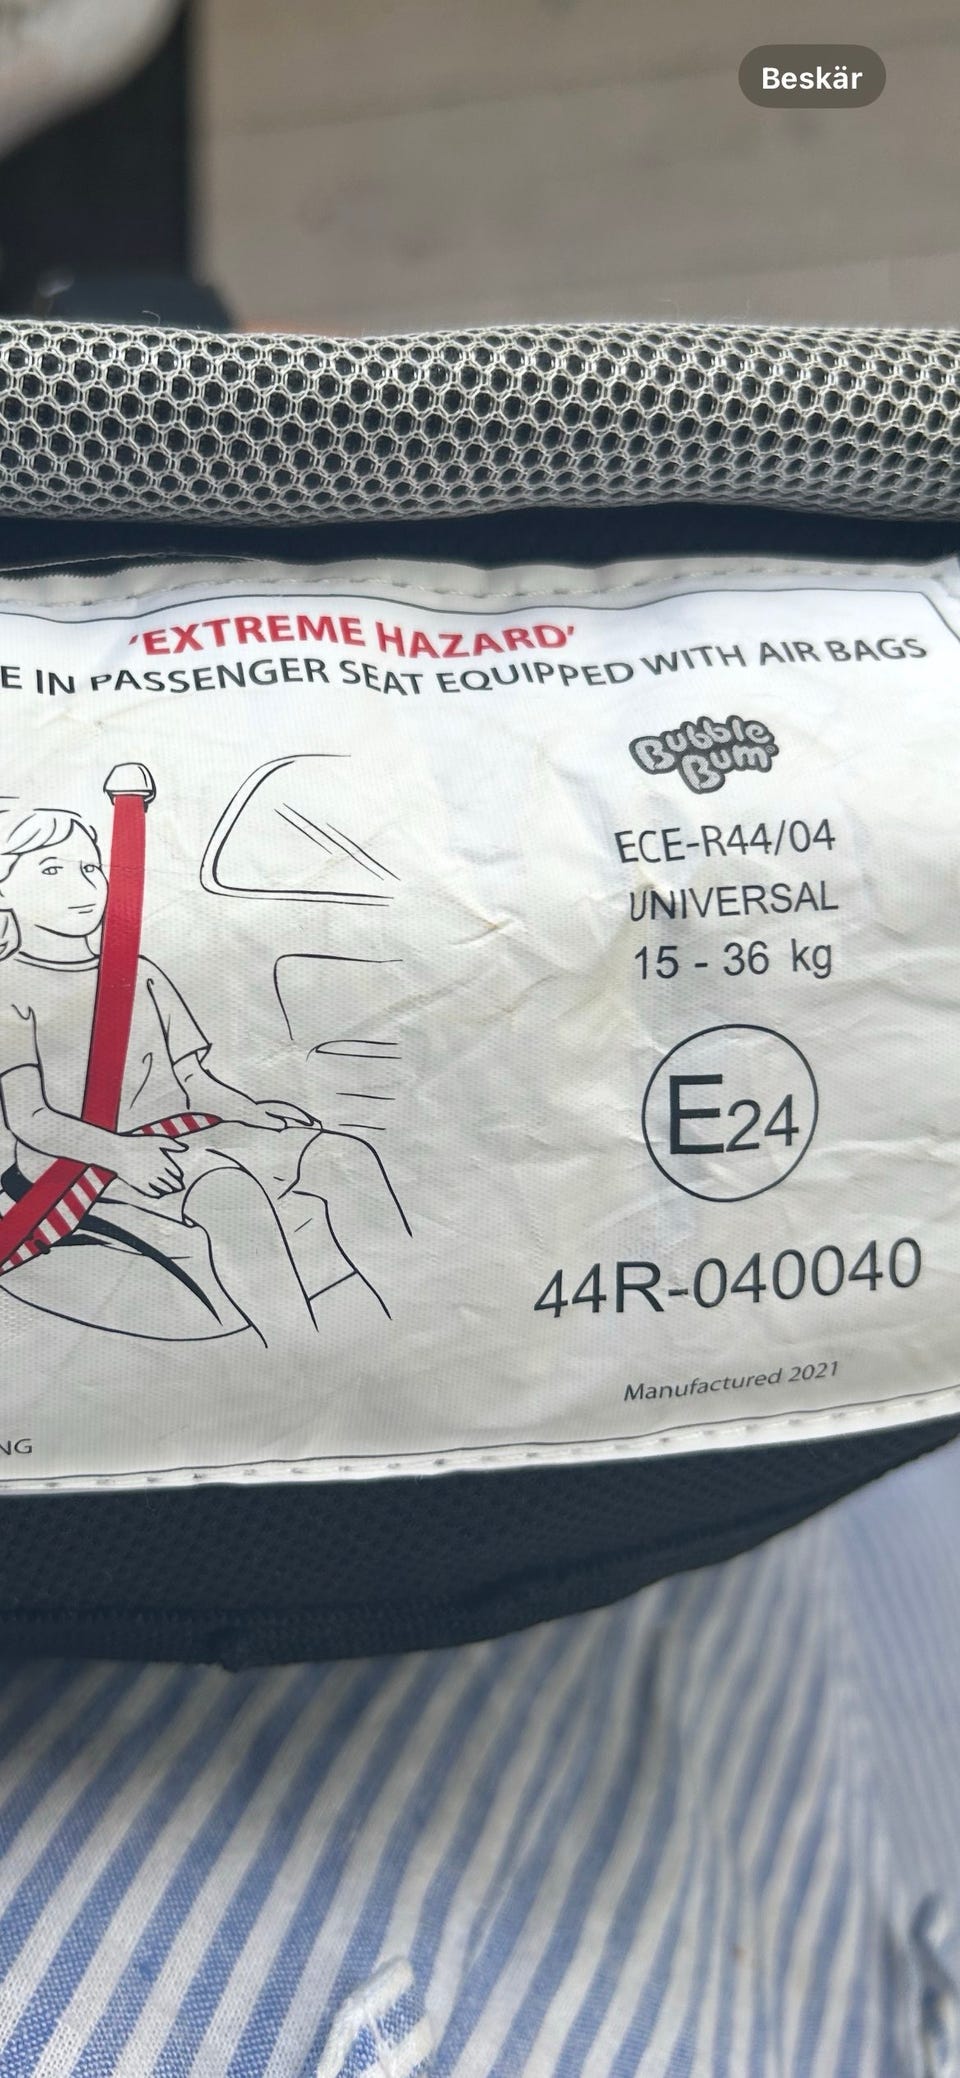 Beskär
'EXTREME HAZARD'
E IN PASSENGER SEAT EQUIPPED WITH AIR BAGS
Bubble
Bum
ECE-R44/04
UNIVERSAL
15 - 36 kg
E24
44R-040040
Manufactured 2021
NG